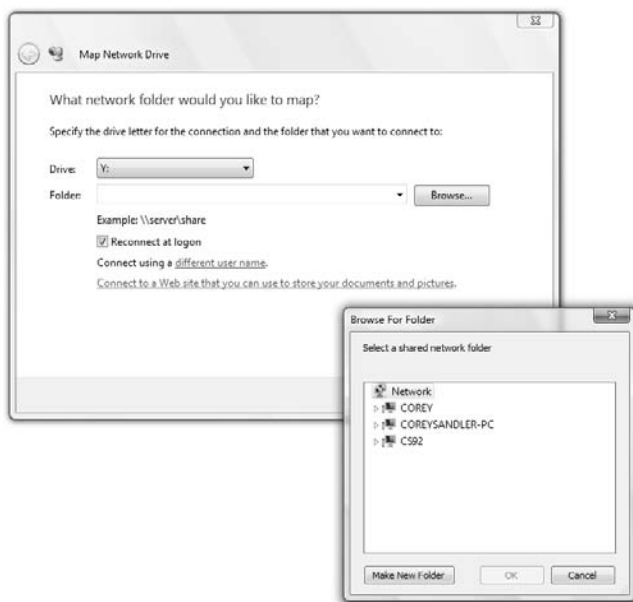 Map Network Drive
What network folder would you like to map?
Specify the drive letter for the connection and the folder that you want to connect to:
Drive: Y:
Folder: Browse...
Example: \\server\share
Reconnect at logon
Connect using a different user name.
Connect to a Web site that you can use to store your documents and pictures.
Browse For Folder
Select a shared network folder
Network
COREY
COREYSANDLER-PC
CS92
Make New Folder OK Cancel